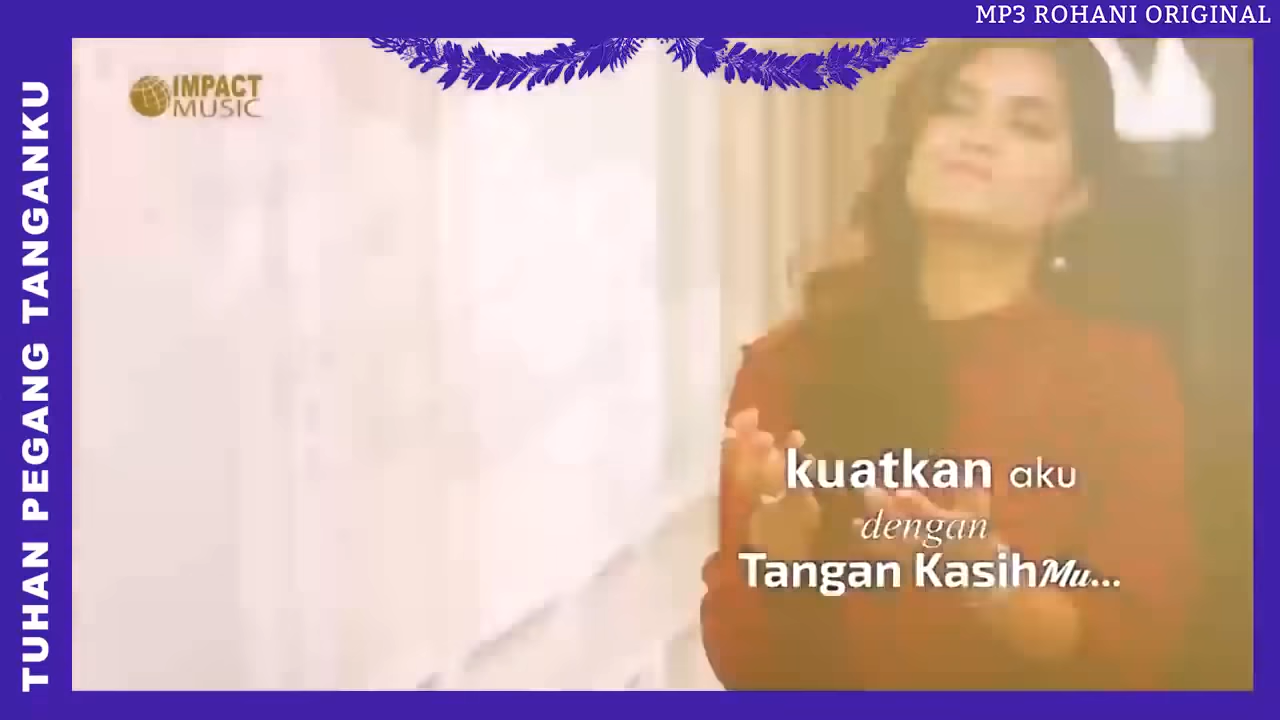 MP3 ROHANI ORIGINAL
IMPACT
MUSIC
TUHAN PEGANG TANGANKU
kuatkan aku
dengan
Tangan KasihMu...